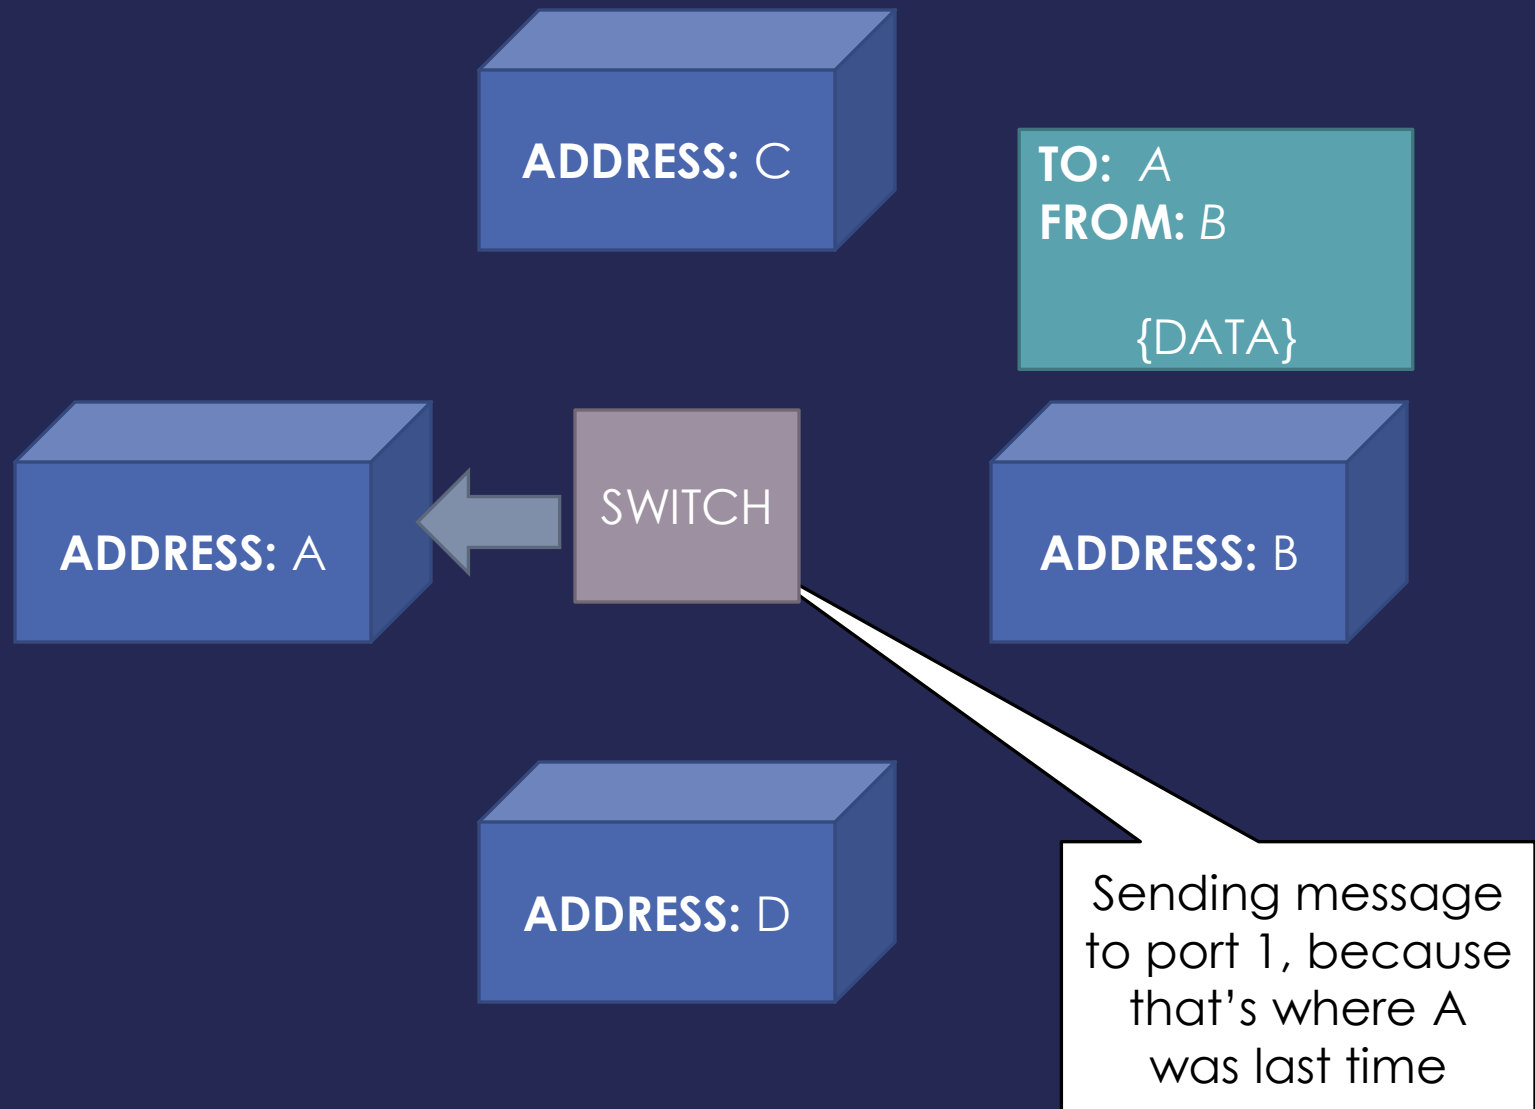 ADDRESS: C
TO: A
FROM: B
{DATA}
ADDRESS: A
SWITCH
ADDRESS: B
ADDRESS: D
Sending message
to port 1, because
that’s where A
was last time